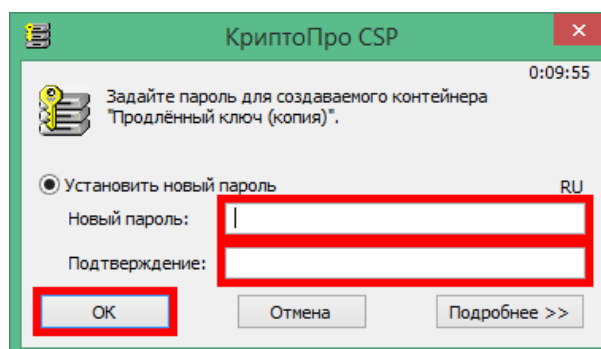 КриптоПро CSP
0:09:55
Задайте пароль для создаваемого контейнера
"Продлённый ключ (копия)".
Установить новый пароль
RU
Новый пароль:
Подтверждение:
ОК
Отмена
Подробнее >>